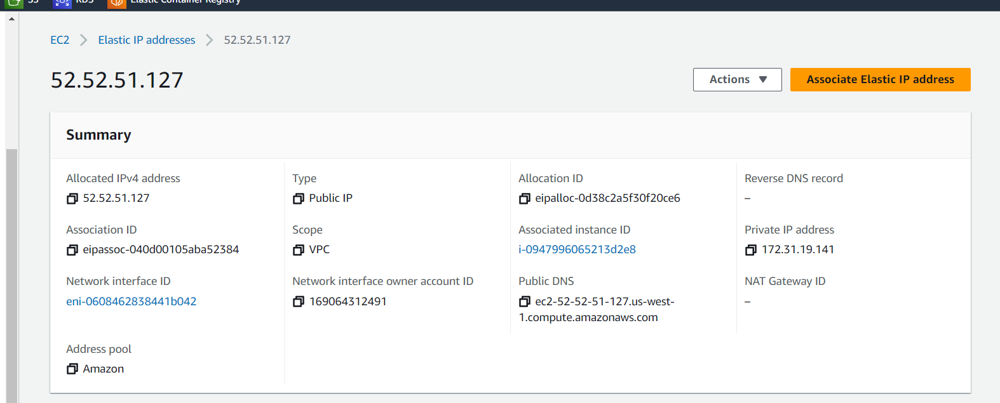 S3 RDS Elastic Container Registry
EC2 Elastic IP addresses 52.52.51.127
52.52.51.127
Actions Associate Elastic IP address
Summary
Allocated IPv4 address
52.52.51.127
Type
Public IP
Allocation ID
eipalloc-0d38c2a5f30f20ce6
Reverse DNS record
–
Association ID
eipassoc-040d00105aba52384
Scope
VPC
Associated instance ID
i-0947996065213d2e8
Private IP address
172.31.19.141
Network interface ID
eni-0608462838441b042
Network interface owner account ID
169064312491
Public DNS
ec2-52-52-51-127.us-west-
1.compute.amazonaws.com
NAT Gateway ID
–
Address pool
Amazon